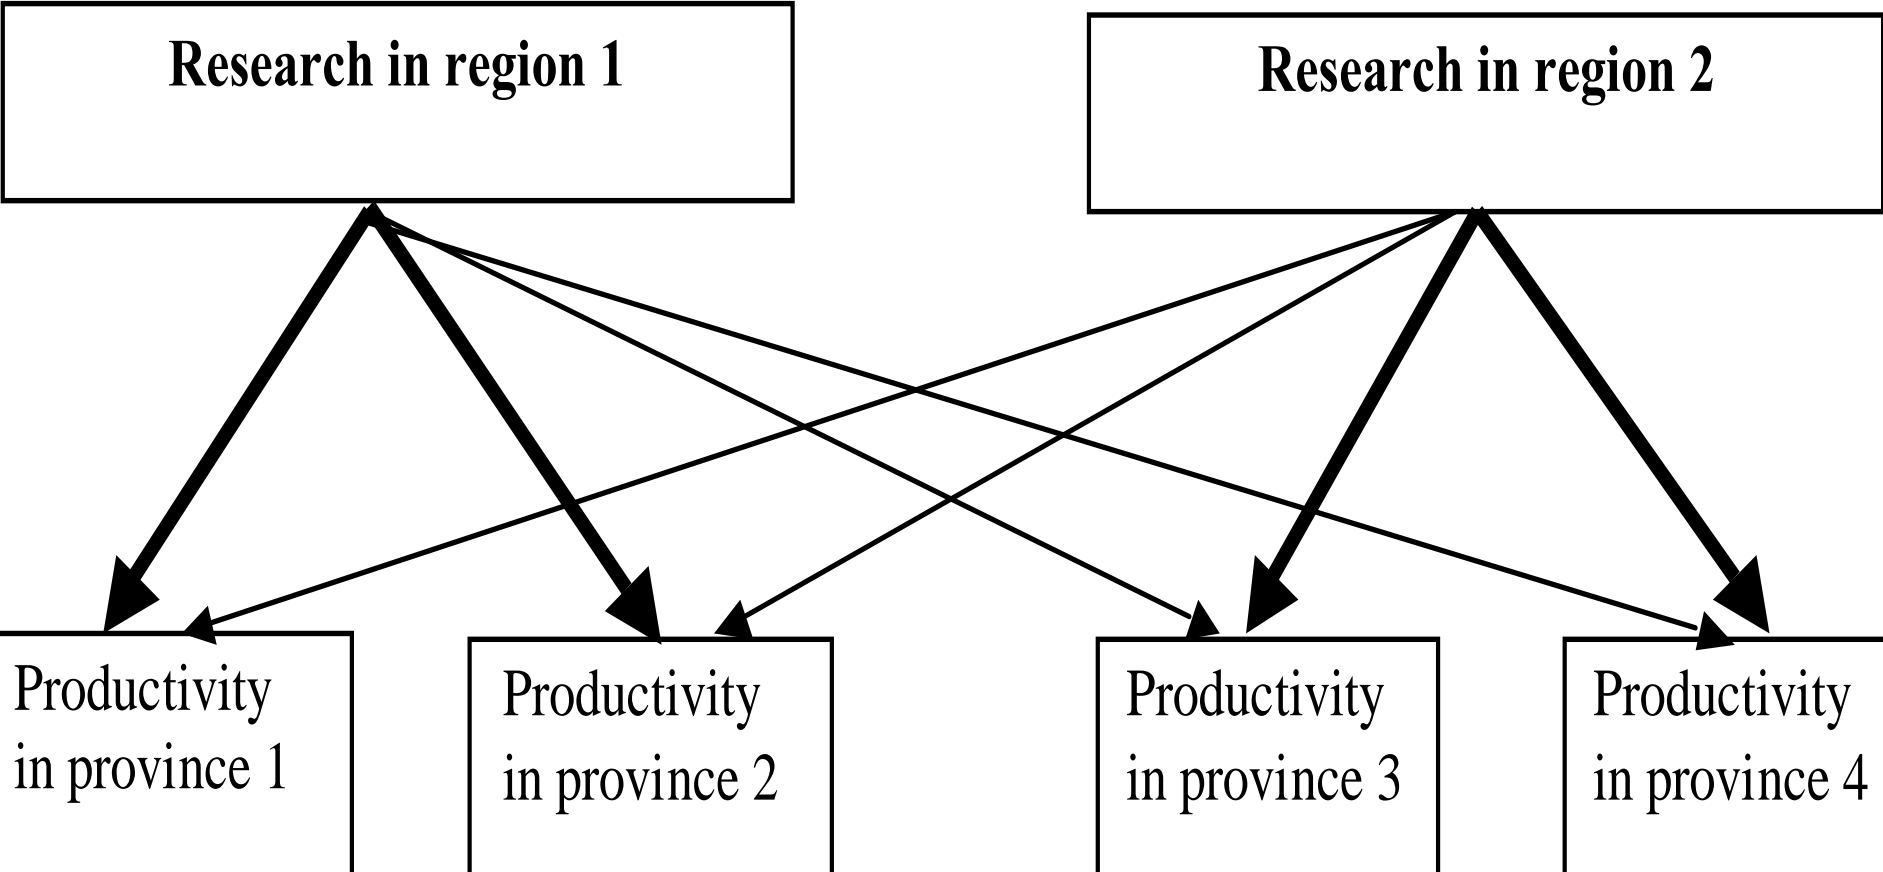 Research in region 1
Research in region 2
Productivity
in province 1
Productivity
in province 2
Productivity
in province 3
Productivity
in province 4